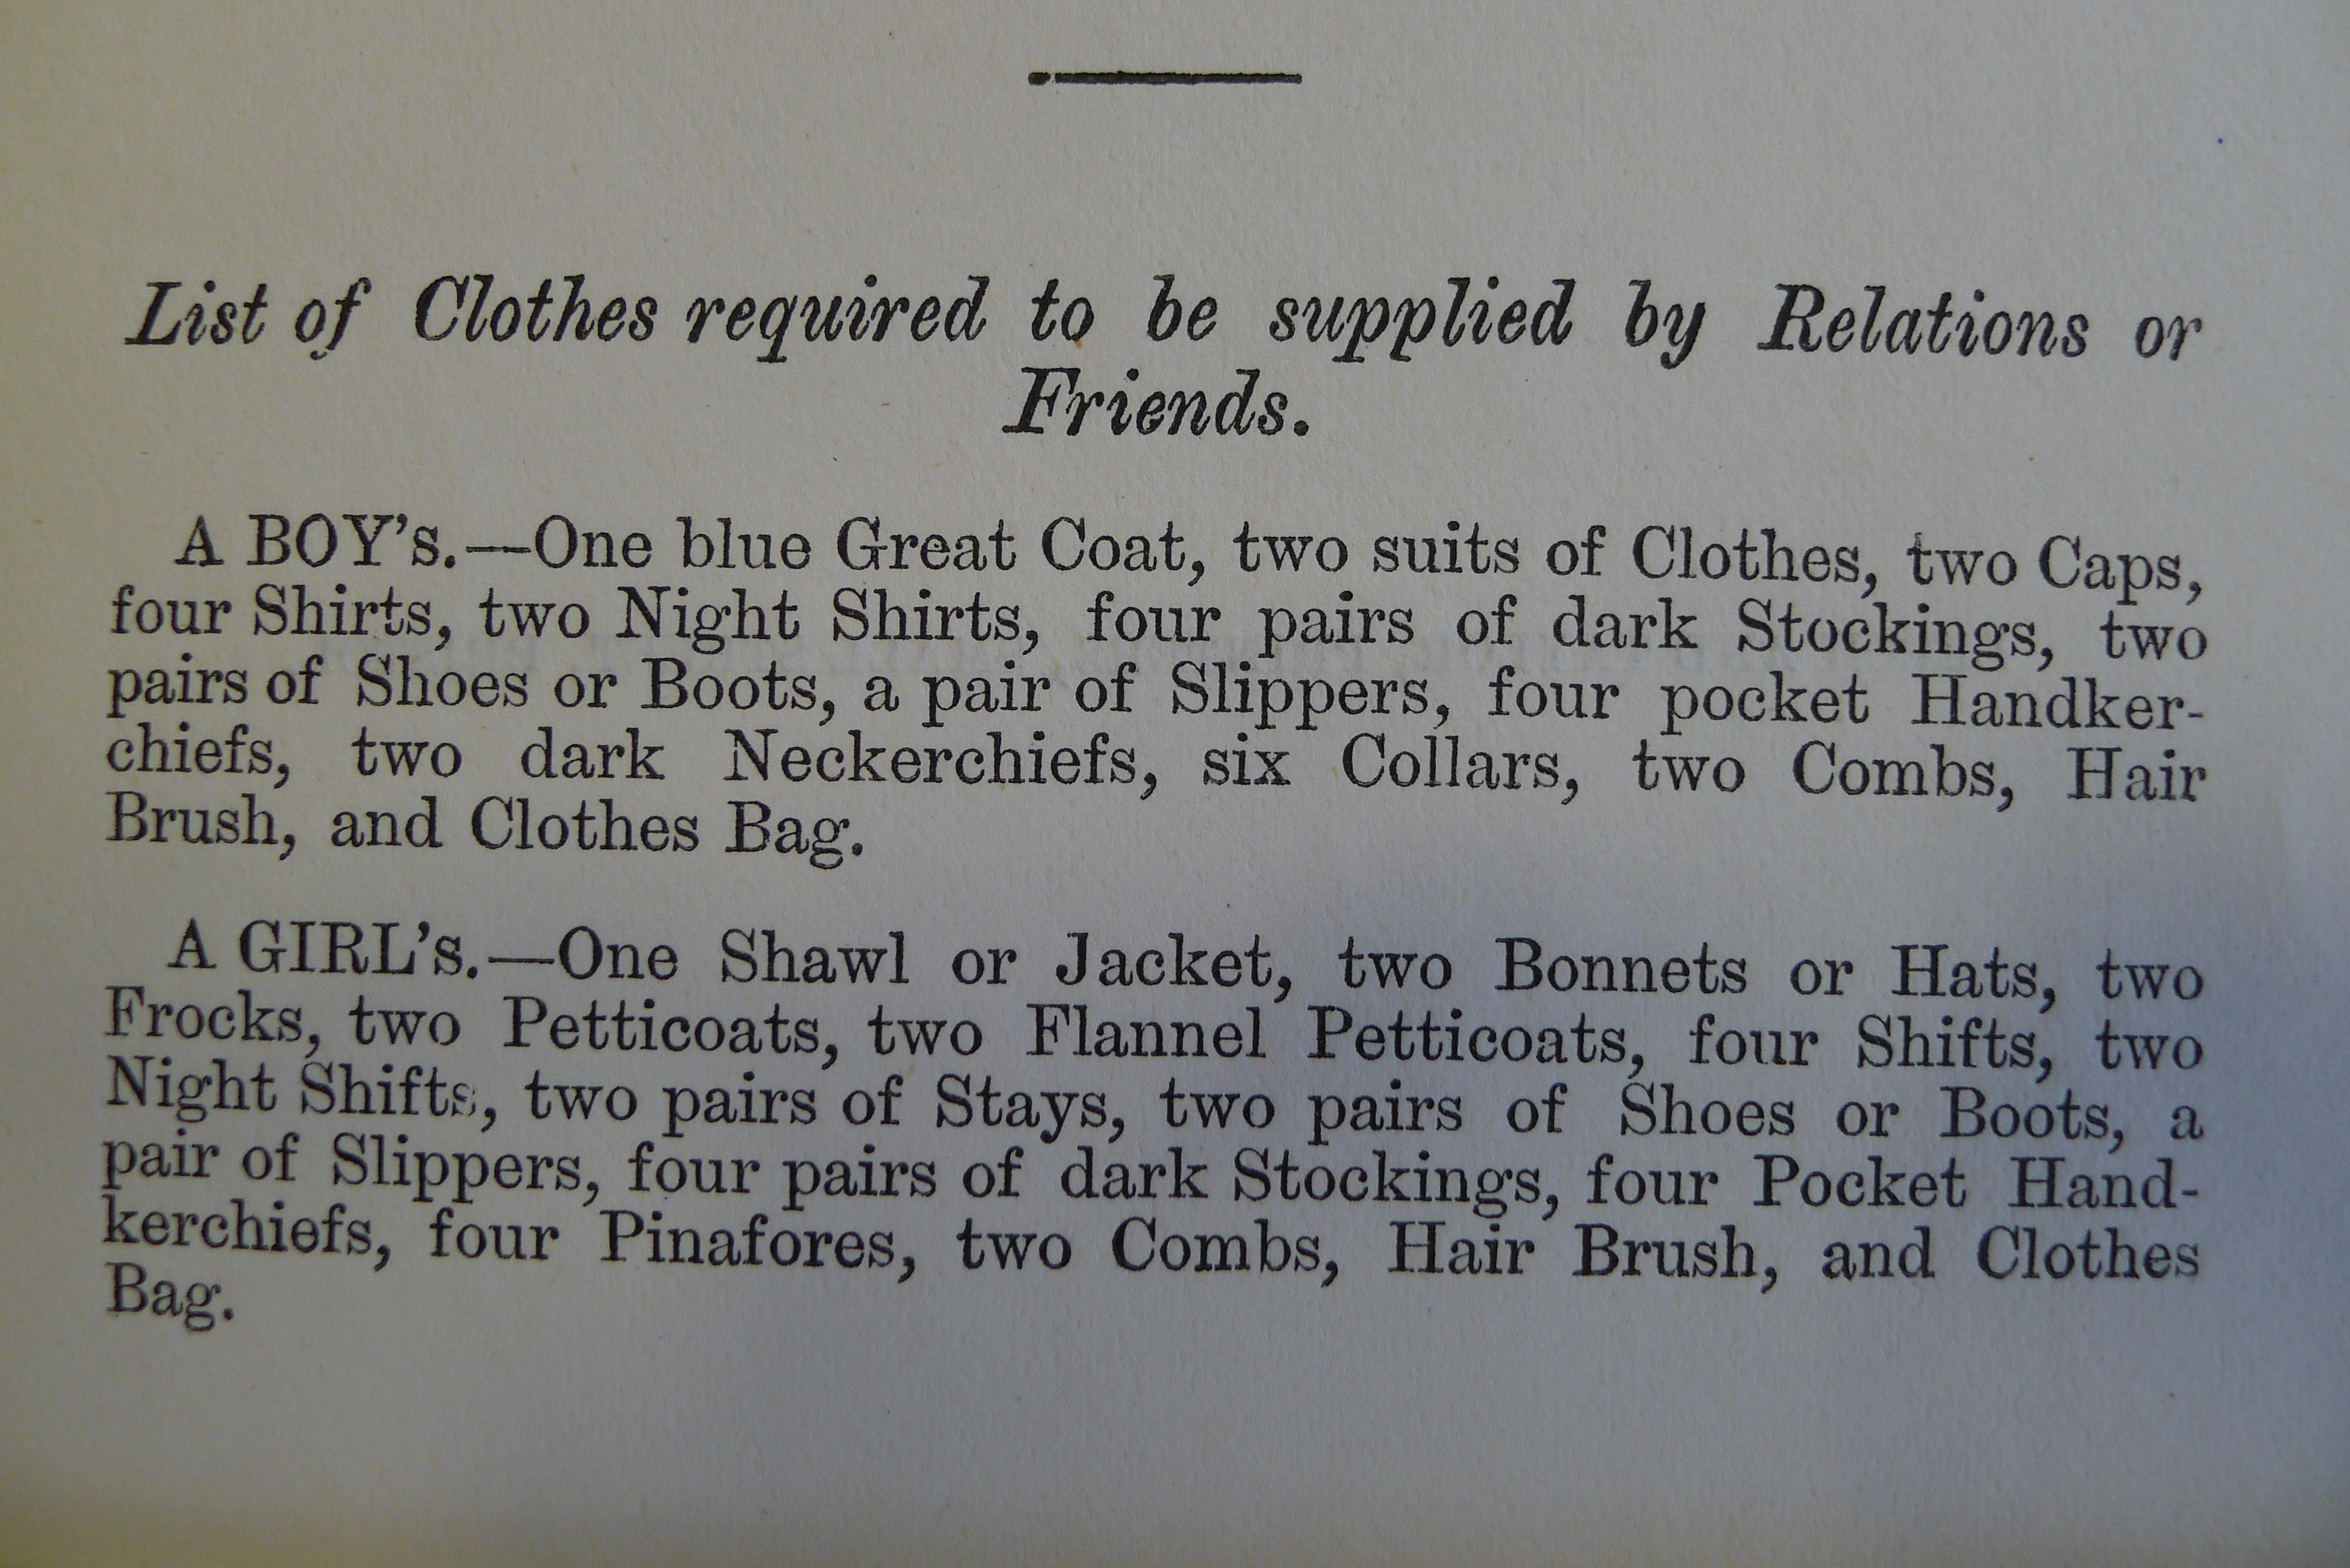 List of Clothes required to be supplied by Relations or
Friends.
A BOY's.—One blue Great Coat, two suits of Clothes, two Caps,
four Shirts, two Night Shirts, four pairs of dark Stockings, two
pairs of Shoes or Boots, a pair of Slippers, four pocket Handker-
chiefs, two dark Neckerchiefs, six Collars, two Combs, Hair
Brush, and Clothes Bag.
A GIRL's.—One Shawl or Jacket, two Bonnets or Hats, two
Frocks, two Petticoats, two Flannel Petticoats, four Shifts, two
Night Shifts, two pairs of Stays, two pairs of Shoes or Boots, a
pair of Slippers, four pairs of dark Stockings, four Pocket Hand-
kerchiefs, four Pinafores, two Combs, Hair Brush, and Clothes
Bag.